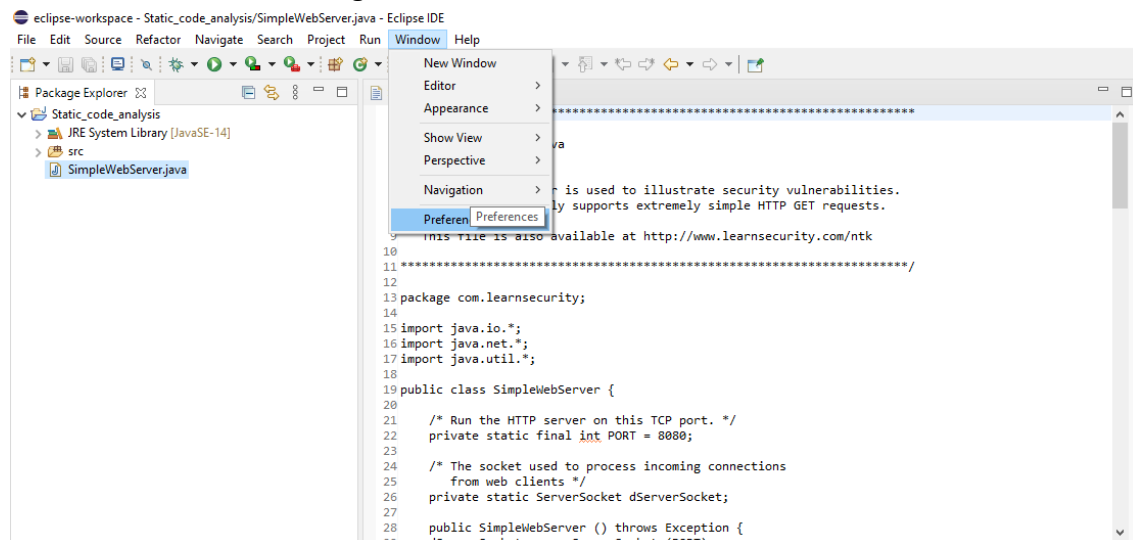 eclipse-workspace - Static_code_analysis/SimpleWebServer.java - Eclipse IDE
File Edit Source Refactor Navigate Search Project Run Window Help
New Window
Editor
Appearance
Show View
Perspective
Navigation
Preferen
Preferences
Package Explorer
Static_code_analysis
JRE System Library [JavaSE-14]
src
SimpleWebServer.java
va
r is used to illustrate security vulnerabilities.
ly supports extremely simple HTTP GET requests.
9 This file is also available at http://www.learnsecurity.com/ntk
10
11 ***********************************************************************/
12
13 package com.learnsecurity;
14
15 import java.io.*;
16 import java.net.*;
17 import java.util.*;
18
19 public class SimpleWebServer {
20
21 /* Run the HTTP server on this TCP port. */
22 private static final int PORT = 8080;
23
24 /* The socket used to process incoming connections
25 from web clients */
26 private static ServerSocket dServerSocket;
27
28 public SimpleWebServer () throws Exception {